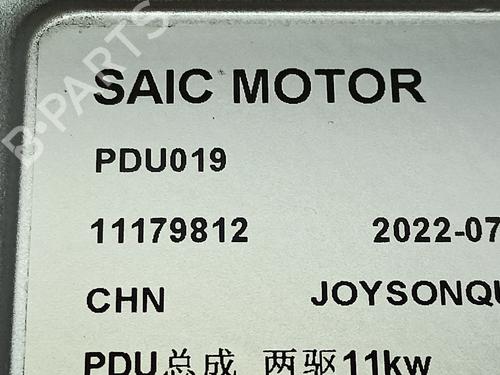 B-PARTS
SAIC MOTOR
PDU019
11179812 2022-07
CHN JOYSONQU
PDU总成 两驱11kw